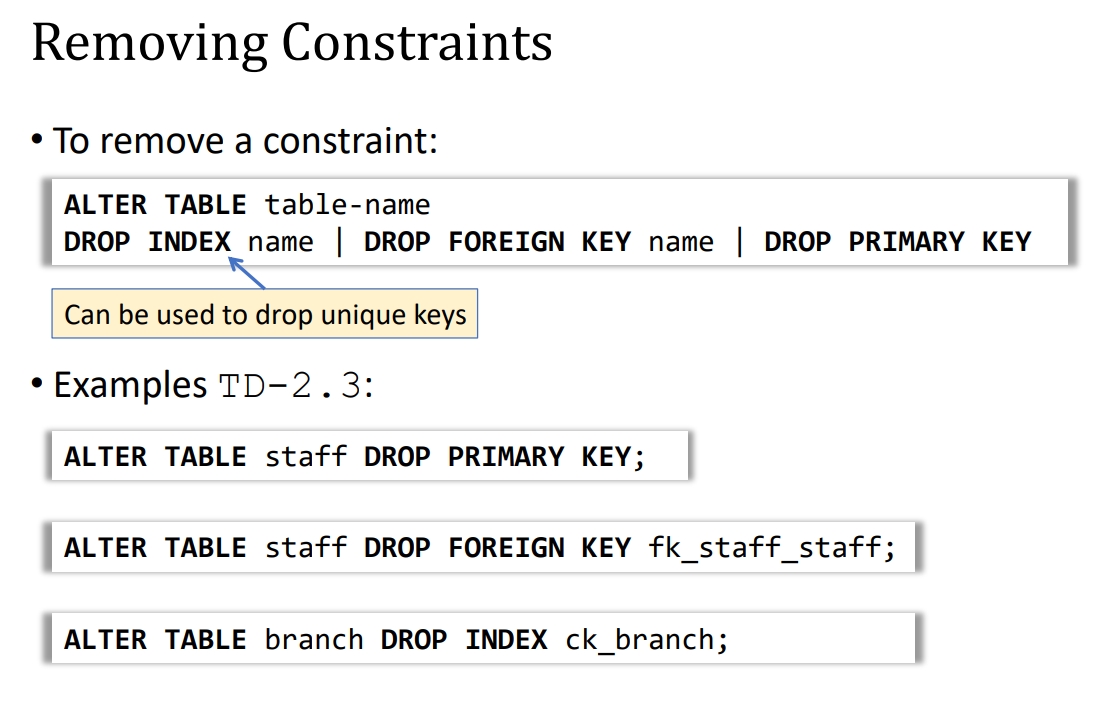 Removing Constraints
• To remove a constraint:
ALTER TABLE table-name
DROP INDEX name | DROP FOREIGN KEY name | DROP PRIMARY KEY
Can be used to drop unique keys
• Examples TD-2.3:
ALTER TABLE staff DROP PRIMARY KEY;
ALTER TABLE staff DROP FOREIGN KEY fk_staff_staff;
ALTER TABLE branch DROP INDEX ck_branch;